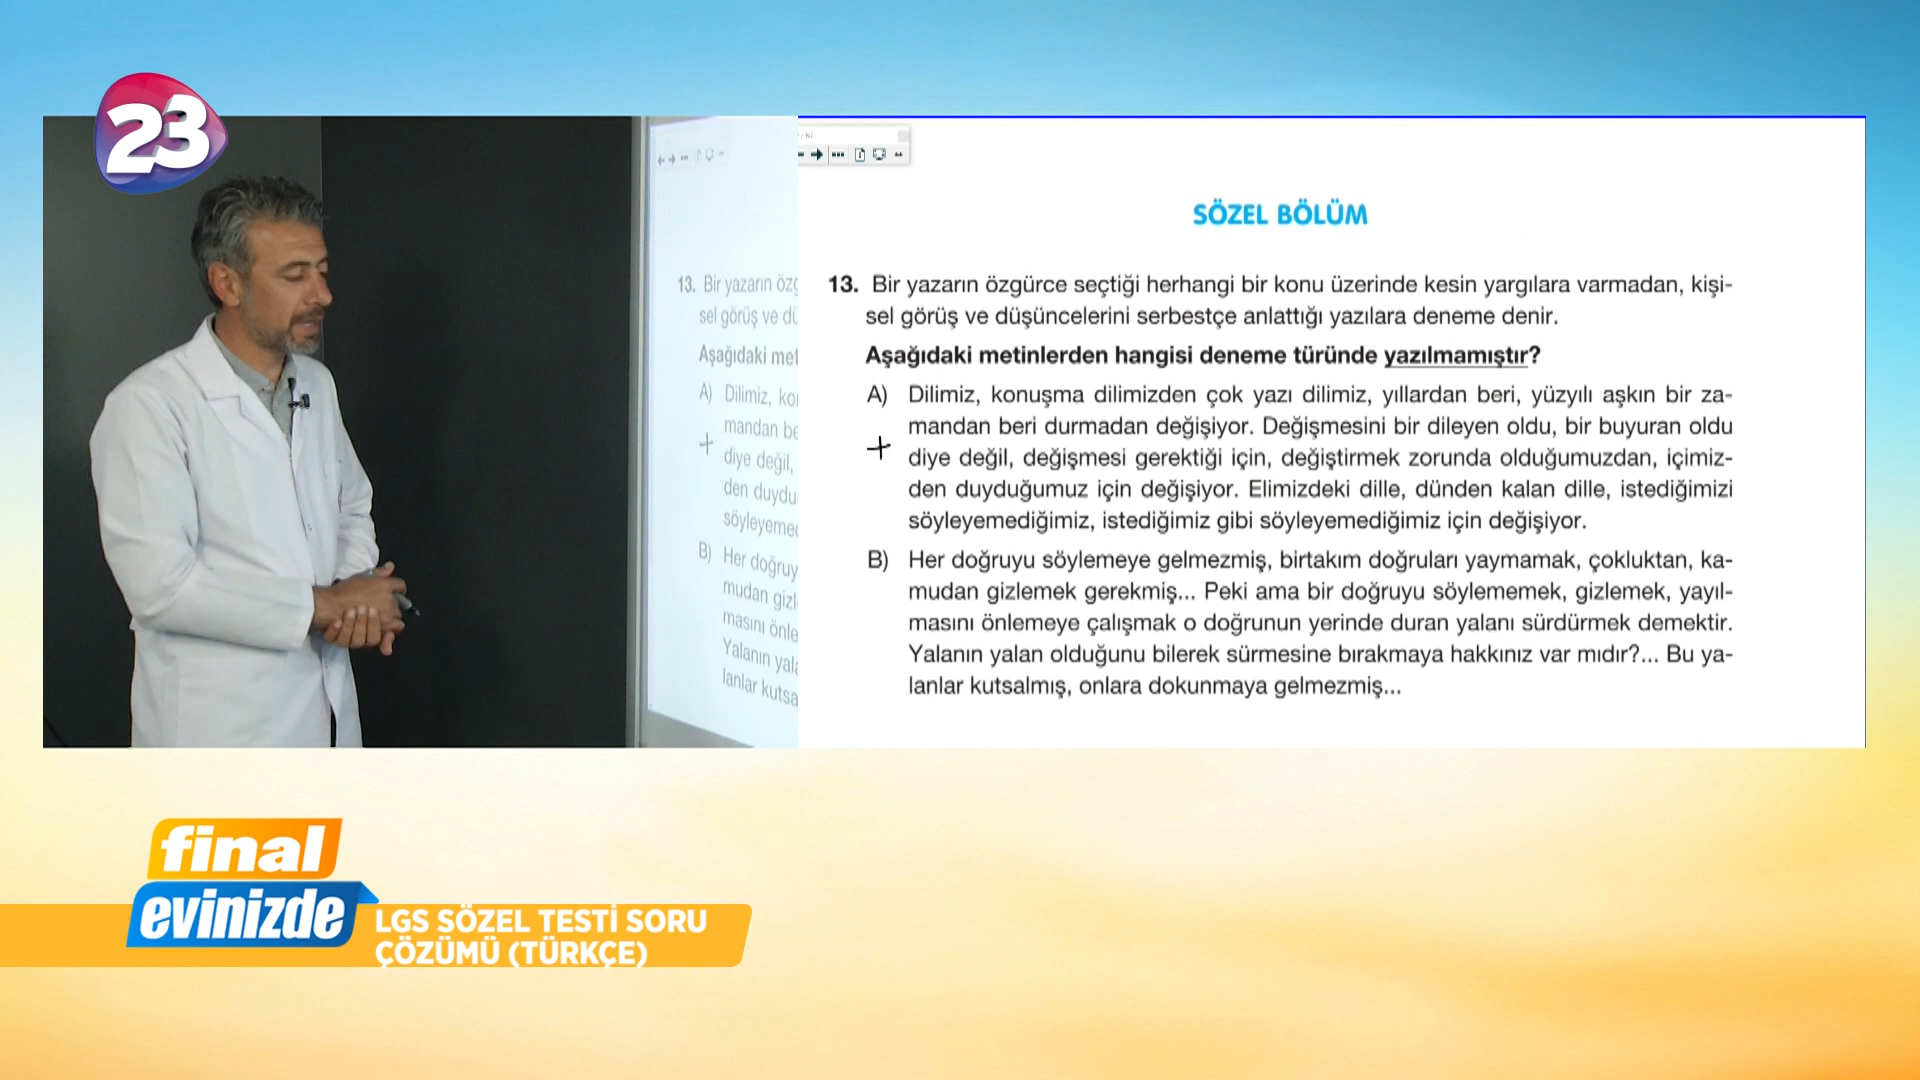 23
13. Bir yazarın özg
sel görüş ve dü
Aşağıdaki met
A) Dilimiz, ko
mandan be
diye değil,
den duydu
söyleyemed
B) Her doğruy
mudan gizl
masını önle
Yalanın yala
lanlar kutsa
SÖZEL BÖLÜM
13. Bir yazarın özgürce seçtiği herhangi bir konu üzerinde kesin yargılara varmadan, kişi-
sel görüş ve düşüncelerini serbestçe anlattığı yazılara deneme denir.
Aşağıdaki metinlerden hangisi deneme türünde yazılmamıştır?
A) Dilimiz, konuşma dilimizden çok yazı dilimiz, yıllardan beri, yüzyılı aşkın bir za-
mandan beri durmadan değişiyor. Değişmesini bir dileyen oldu, bir buyuran oldu
diye değil, değişmesi gerektiği için, değiştirmek zorunda olduğumuzdan, içimiz-
den duyduğumuz için değişiyor. Elimizdeki dille, dünden kalan dille, istediğimizi
söyleyemediğimiz, istediğimiz gibi söyleyemediğimiz için değişiyor.
B) Her doğruyu söylemeye gelmezmiş, birtakım doğruları yaymamak, çokluktan, ka-
mudan gizlemek gerekmiş... Peki ama bir doğruyu söylememek, gizlemek, yayıl-
masını önlemeye çalışmak o doğrunun yerinde duran yalanı sürdürmek demektir.
Yalanın yalan olduğunu bilerek sürmesine bırakmaya hakkınız var mıdır?... Bu ya-
lanlar kutsalmış, onlara dokunmaya gelmezmiş...
final
evinizde
LGS SÖZEL TESTİ SORU
ÇÖZÜMÜ (TÜRKÇE)